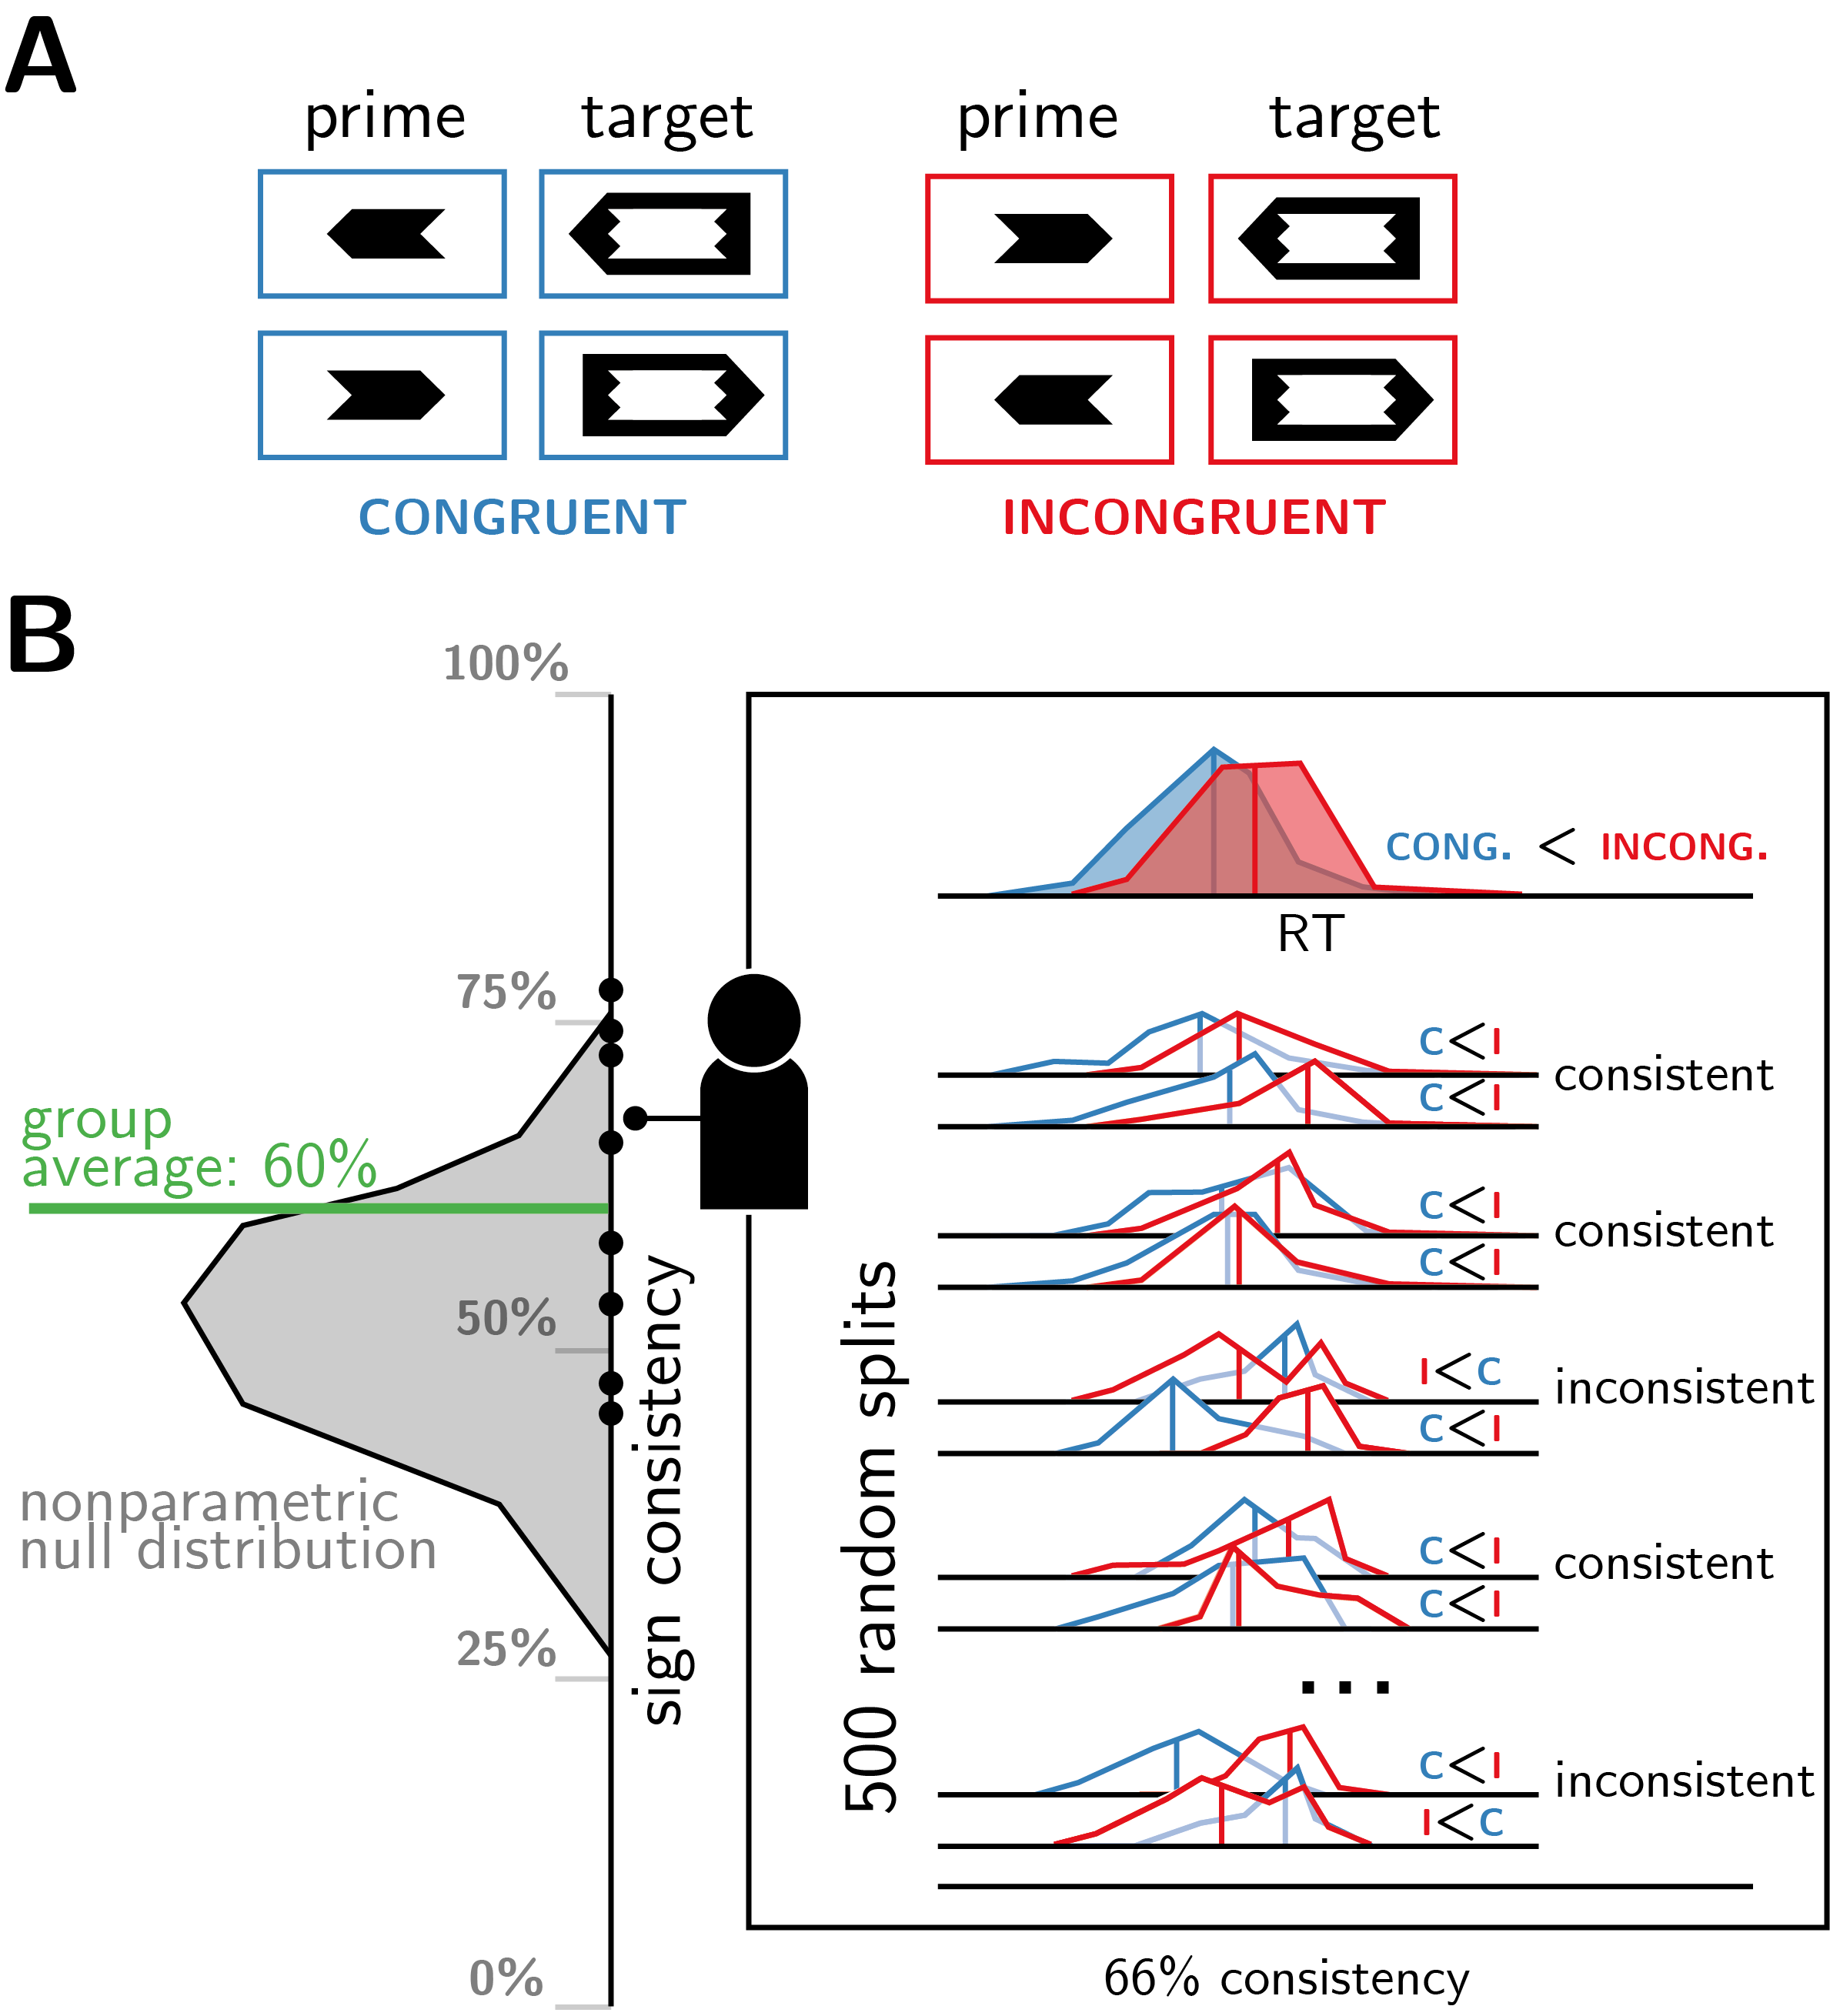 A
prime target prime target
CONGRUENT INCONGRUENT
B
100%
CONG. < INCONG.
RT
75%
C<I
consistent
C<I
group
average: 60%
C<I
consistent
C<I
50%
I<C
inconsistent
C<I
nonparametric
null distribution
C<I
consistent
C<I
25%
sign consistency
500 random splits
...
C<I
inconsistent
I<C
0%
66% consistency